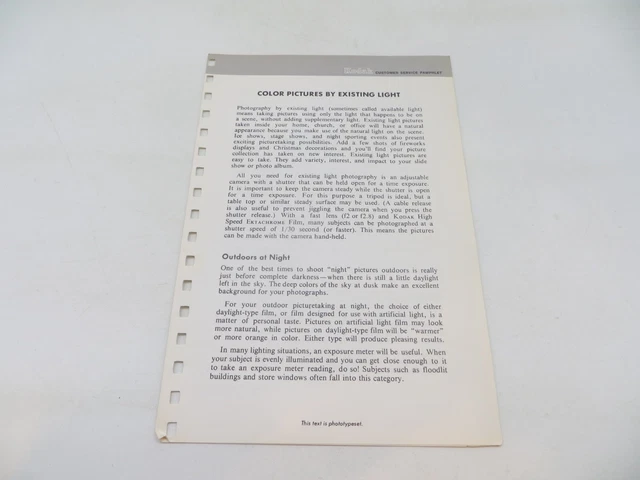 Kodak CUSTOMER SERVICE PAMPHLET
COLOR PICTURES BY EXISTING LIGHT
Photography by existing light (sometimes called available light)
means taking pictures using only the light that happens to be on
a scene, without adding supplementary light. Existing light pictures
taken inside your home, church, or office will have a natural
appearance because you make use of the natural light on the scene.
Ice shows, stage shows, and night sporting events also present
exciting picturetaking possibilities. Add a few shots of fireworks
displays and Christmas decorations and you'll find your picture
collection has taken on new interest. Existing light pictures are
easy to take. They add variety, interest, and impact to your slide
show or photo album.
All you need for existing light photography is an adjustable
camera with a shutter that can be held open for a time exposure.
It is important to keep the camera steady while the shutter is open
for a time exposure. For this purpose a tripod is ideal, but a
table top or similar steady surface may be used. (A cable release
is also useful to prevent jiggling the camera when you press the
shutter release.) With a fast lens (f2 or f2.8) and KODAK High
Speed EKTACHROME Film, many subjects can be photographed at a
shutter speed of 1/30 second (or faster). This means the pictures
can be made with the camera hand-held.
Outdoors at Night
One of the best times to shoot "night" pictures outdoors is really
just before complete darkness—when there is still a little daylight
left in the sky. The deep colors of the sky at dusk make an excellent
background for your photographs.
For your outdoor picturetaking at night, the choice of either
daylight-type film, or film designed for use with artificial light, is a
matter of personal taste. Pictures on artificial light film may look
more natural, while pictures on daylight-type film will be "warmer"
or more orange in color. Either type will produce pleasing results.
In many lighting situations, an exposure meter will be useful. When
your subject is evenly illuminated and you can get close enough to it
to take an exposure meter reading, do so! Subjects such as floodlit
buildings and store windows often fall into this category.
This text is phototypeset.